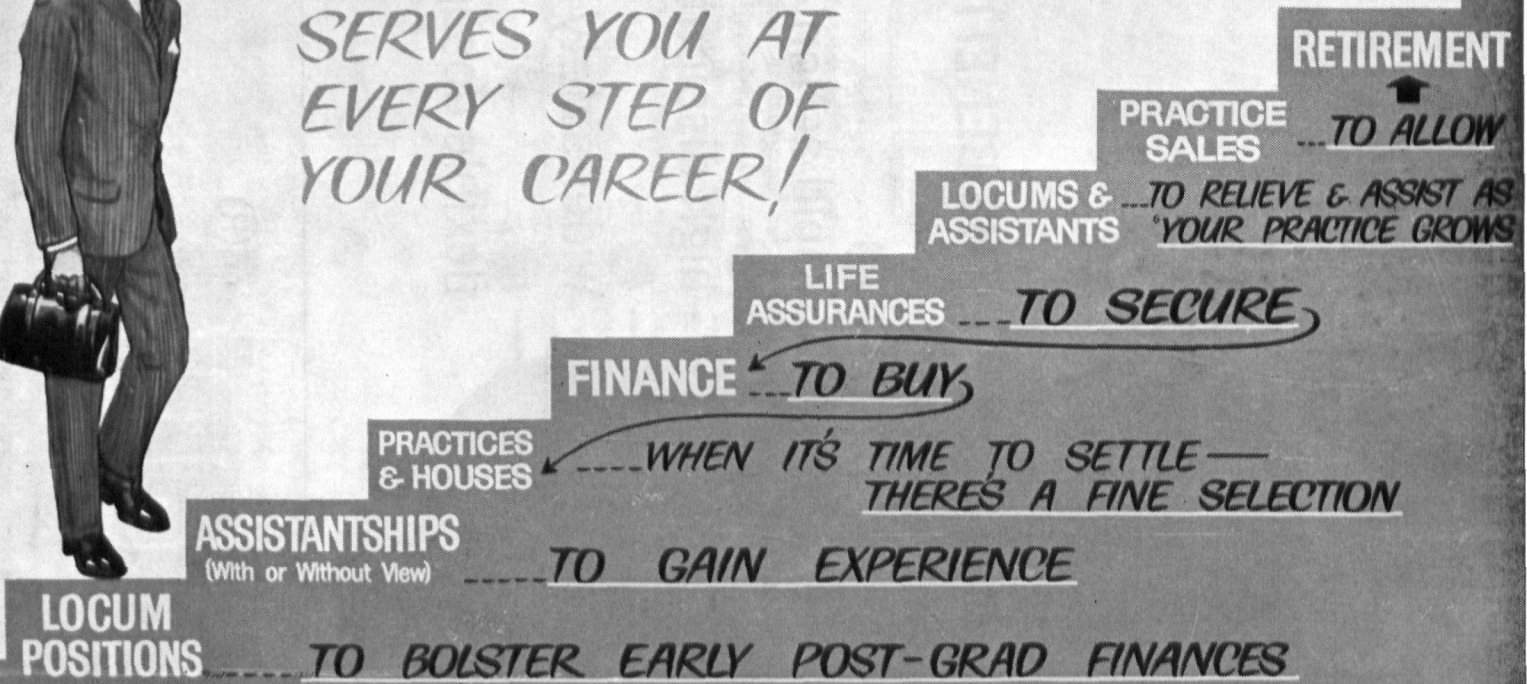 SERVES YOU AT
EVERY STEP OF
YOUR CAREER!
RETIREMENT
PRACTICE
SALES ...TO ALLOW
LOCUMS & ...TO RELIEVE & ASSIST AS
ASSISTANTS YOUR PRACTICE GROWS
LIFE
ASSURANCES ---TO SECURE
FINANCE ---TO BUY
PRACTICES
& HOUSES ----WHEN IT'S TIME TO SETTLE—
THERE'S A FINE SELECTION
ASSISTANTSHIPS
(With or Without View) -----TO GAIN EXPERIENCE
LOCUM
POSITIONS ------TO BOLSTER EARLY POST-GRAD FINANCES